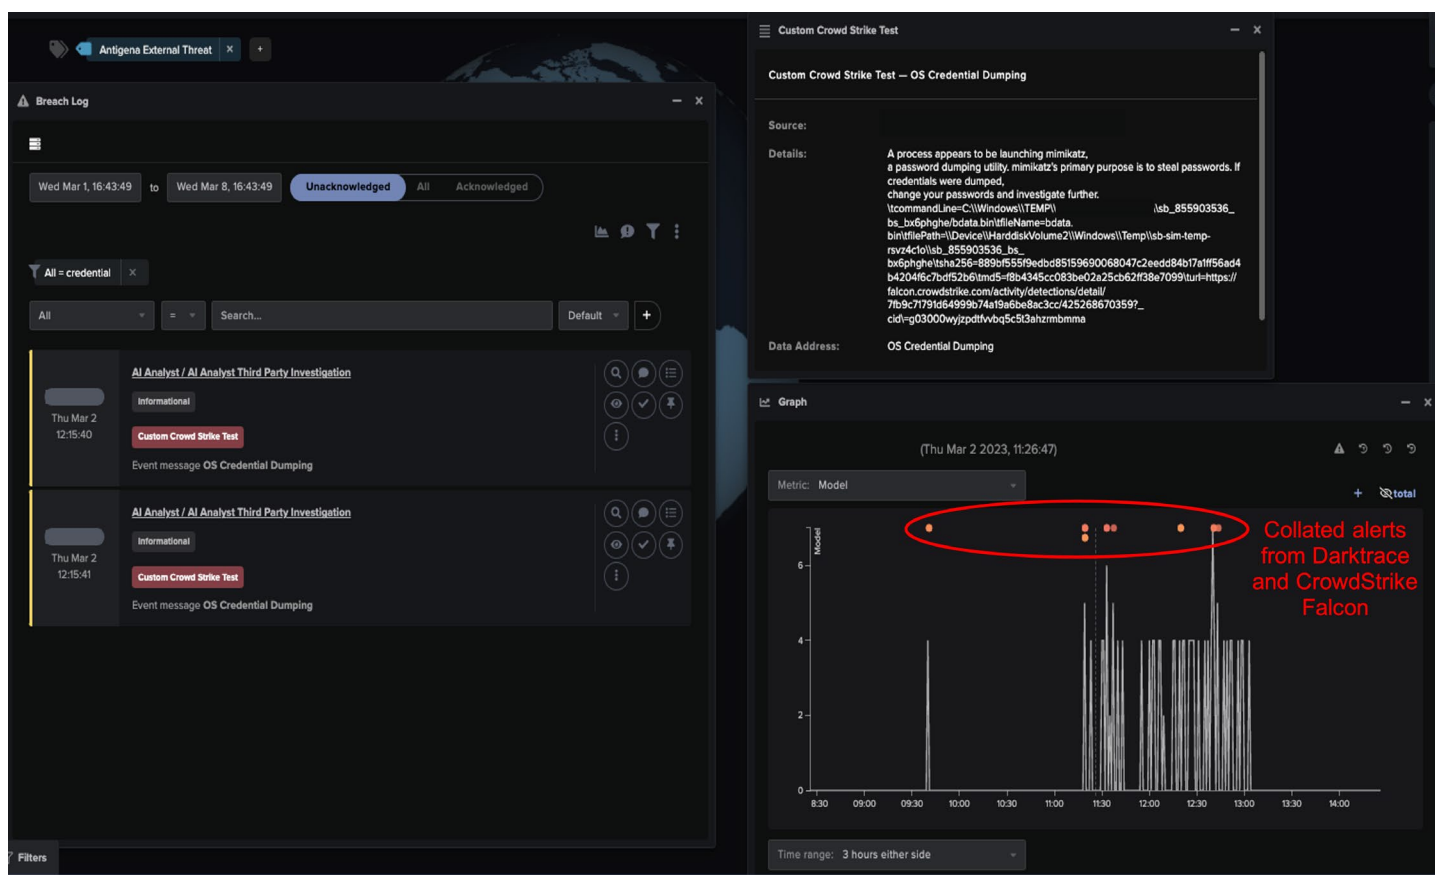 Antigena External Threat × +
Breach Log
Wed Mar 1, 16:43:49 to Wed Mar 8, 16:43:49 Unacknowledged All Acknowledged
All = credential ×
All = Search... Default +
AI Analyst / AI Analyst Third Party Investigation
Informational
Thu Mar 2
12:15:40
Custom Crowd Strike Test
Event message OS Credential Dumping
AI Analyst / AI Analyst Third Party Investigation
Informational
Thu Mar 2
12:15:41
Custom Crowd Strike Test
Event message OS Credential Dumping
Filters
Custom Crowd Strike Test
Custom Crowd Strike Test — OS Credential Dumping
Source:
Details:
A process appears to be launching mimikatz,
a password dumping utility. mimikatz's primary purpose is to steal passwords. If
credentials were dumped,
change your passwords and investigate further.
\tcommandLine=C:\\Windows\\TEMP\\ \\sb_855903536_
bs_bx6phghe/bdata.bin\tfileName=bdata.
bin\tfilePath=\\Device\\HarddiskVolume2\\Windows\\Temp\\sb-sim-temp-
rsvz4c1o\\sb_855903536_bs_
bx6phghe\tsha256=889bf555f9edbd85159690068047c2eedd84b17a1ff56ad4
b4204f6c7bdf52b6\tmd5=f8b4345cc083be02a25cb62ff38e7099\turl=https://
falcon.crowdstrike.com/activity/detections/detail/
7fb9c71791d64999b74a19a6be8ac3cc/425268670359?_
cid\=g03000wyjzpdtfvvbq5c5t3ahzrmbmma
Data Address: OS Credential Dumping
Graph
(Thu Mar 2 2023, 11:26:47)
Metric: Model
+ total
Model
6
4
2
0
8:30 09:00 09:30 10:00 10:30 11:00 11:30 12:00 12:30 13:00 13:30 14:00
Collated alerts
from Darktrace
and CrowdStrike
Falcon
Time range: 3 hours either side